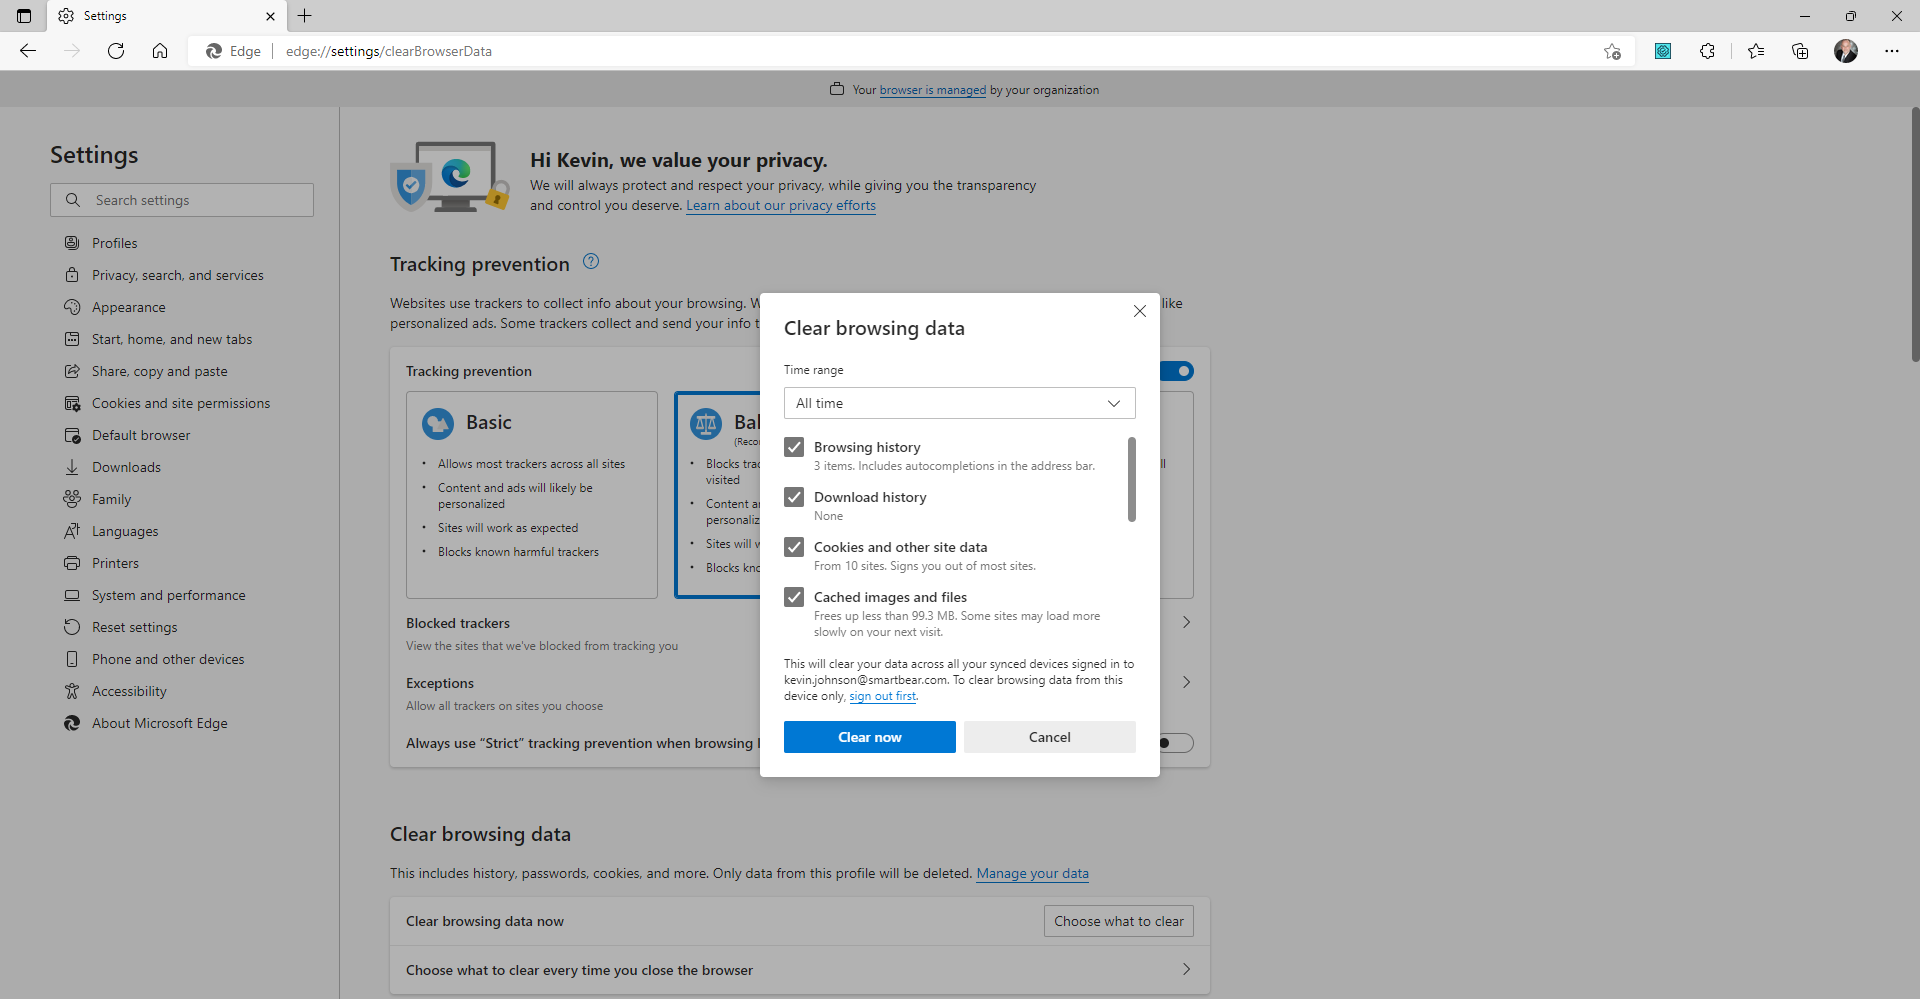 Settings
Edge
edge://settings/clearBrowserData
Your browser is managed by your organization
Settings
Search settings
Profiles
Privacy, search, and services
Appearance
Start, home, and new tabs
Share, copy and paste
Cookies and site permissions
Default browser
Downloads
Family
Languages
Printers
System and performance
Reset settings
Phone and other devices
Accessibility
About Microsoft Edge
Hi Kevin, we value your privacy.
We will always protect and respect your privacy, while giving you the transparency
and control you deserve. Learn about our privacy efforts
Tracking prevention
Websites use trackers to collect info about your browsing. W
like
personalized ads. Some trackers collect and send your info t
Tracking prevention
Basic
• Allows most trackers across all sites
• Content and ads will likely be
personalized
• Sites will work as expected
• Blocks known harmful trackers
Bal
(Recor
• Blocks trac
visited
• Content an
personaliz
• Sites will w
• Blocks kno
ll
Blocked trackers
View the sites that we've blocked from tracking you
Exceptions
Allow all trackers on sites you choose
Always use “Strict” tracking prevention when browsing I
Clear browsing data
Time range
All time
Browsing history
3 items. Includes autocompletions in the address bar.
Download history
None
Cookies and other site data
From 10 sites. Signs you out of most sites.
Cached images and files
Frees up less than 99.3 MB. Some sites may load more
slowly on your next visit.
This will clear your data across all your synced devices signed in to
kevin.johnson@smartbear.com. To clear browsing data from this
device only, sign out first.
Clear now
Cancel
Clear browsing data
This includes history, passwords, cookies, and more. Only data from this profile will be deleted. Manage your data
Clear browsing data now
Choose what to clear
Choose what to clear every time you close the browser